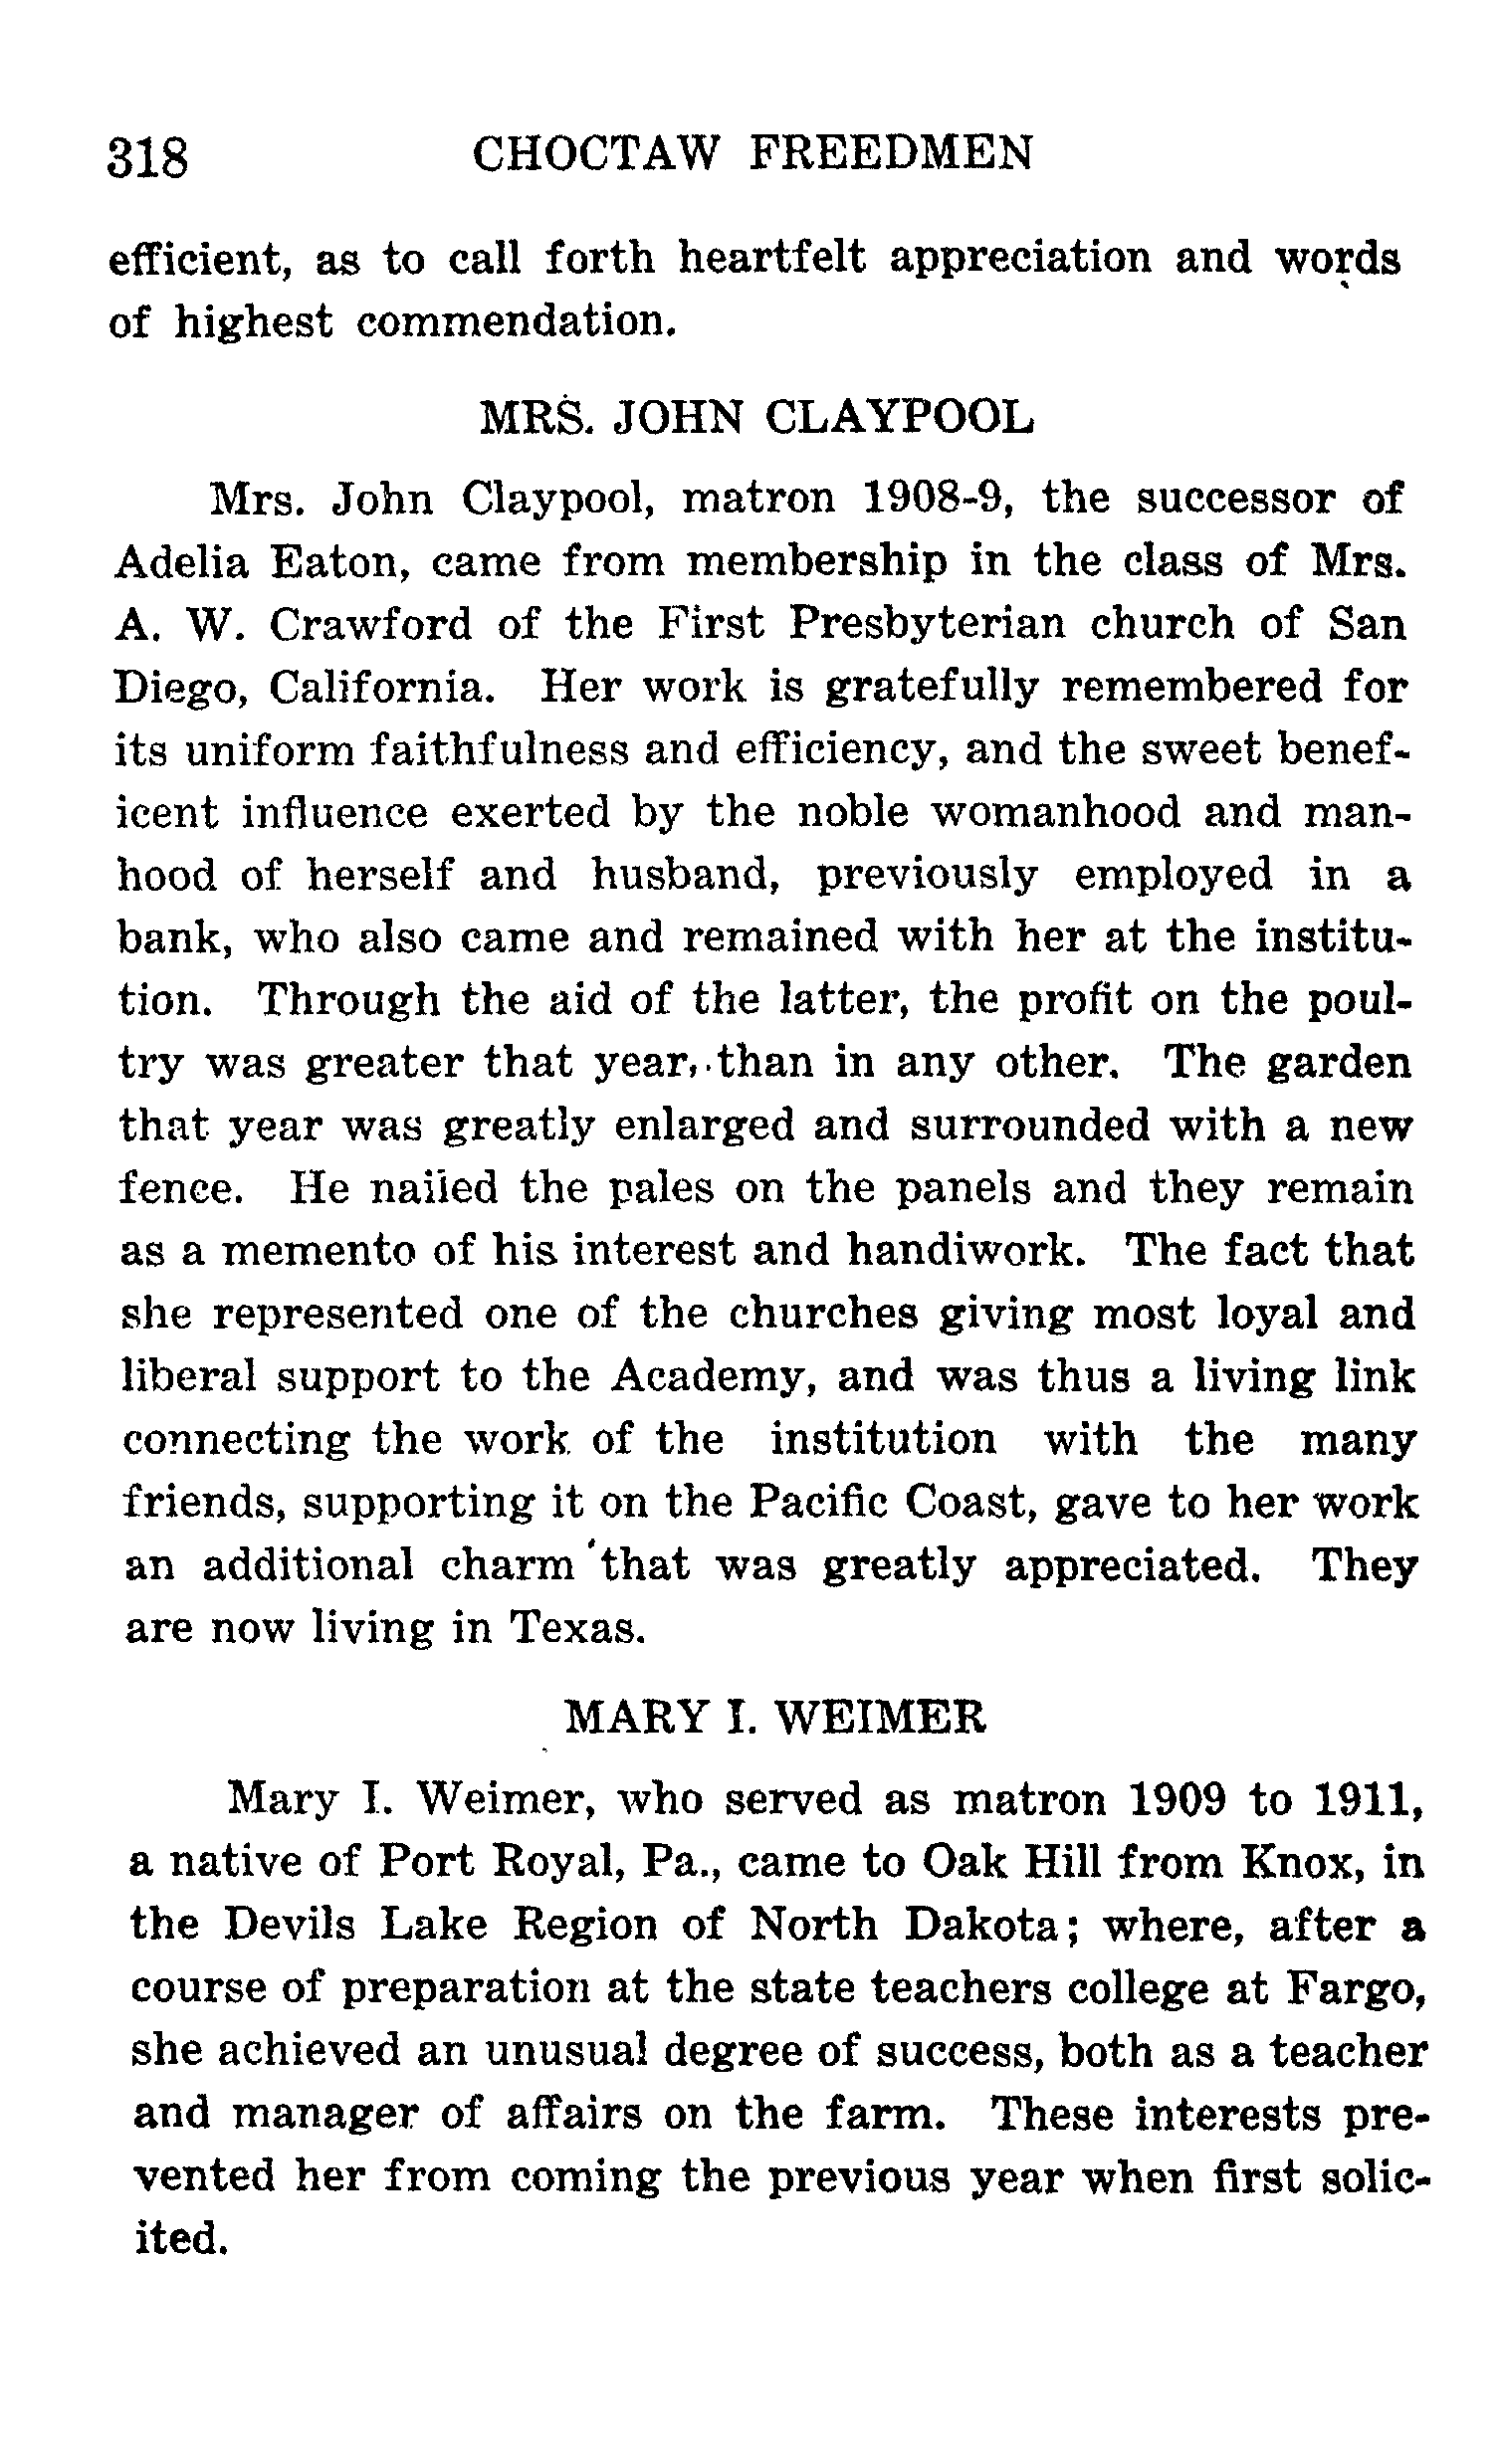 318 CHOCTAW FREEDMEN
efficient, as to call forth heartfelt appreciation and words
of highest commendation.
MRS. JOHN CLAYPOOL
Mrs. John Claypool, matron 1908-9, the successor of
Adelia Eaton, came from membership in the class of Mrs.
A. W. Crawford of the First Presbyterian church of San
Diego, California. Her work is gratefully remembered for
its uniform faithfulness and efficiency, and the sweet benef-
icent influence exerted by the noble womanhood and man-
hood of herself and husband, previously employed in a
bank, who also came and remained with her at the institu-
tion. Through the aid of the latter, the profit on the poul-
try was greater that year, than in any other. The garden
that year was greatly enlarged and surrounded with a new
fence. He nailed the pales on the panels and they remain
as a memento of his interest and handiwork. The fact that
she represented one of the churches giving most loyal and
liberal support to the Academy, and was thus a living link
connecting the work of the institution with the many
friends, supporting it on the Pacific Coast, gave to her work
an additional charm that was greatly appreciated. They
are now living in Texas.
MARY I. WEIMER
Mary I. Weimer, who served as matron 1909 to 1911,
a native of Port Royal, Pa., came to Oak Hill from Knox, in
the Devils Lake Region of North Dakota; where, after a
course of preparation at the state teachers college at Fargo,
she achieved an unusual degree of success, both as a teacher
and manager of affairs on the farm. These interests pre-
vented her from coming the previous year when first solic-
ited.